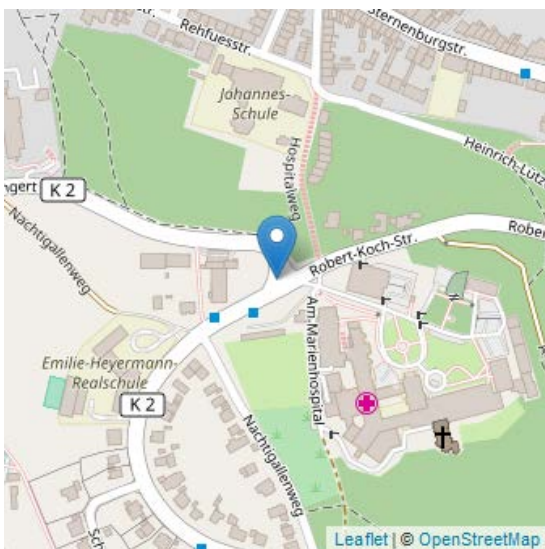 Rehfuesstr.
Sternenburgstr.
Johannes-
Schule
Hospitalweg
Heinrich-Lutz
ngert
K 2
Nachtigallenweg
Robert-Koch-Str.
Rober
Am.Marienhospital
Emilie-Heyermann-
Realschule
K 2
Nachtigallenweg
Sch
Leaflet | © OpenStreetMap